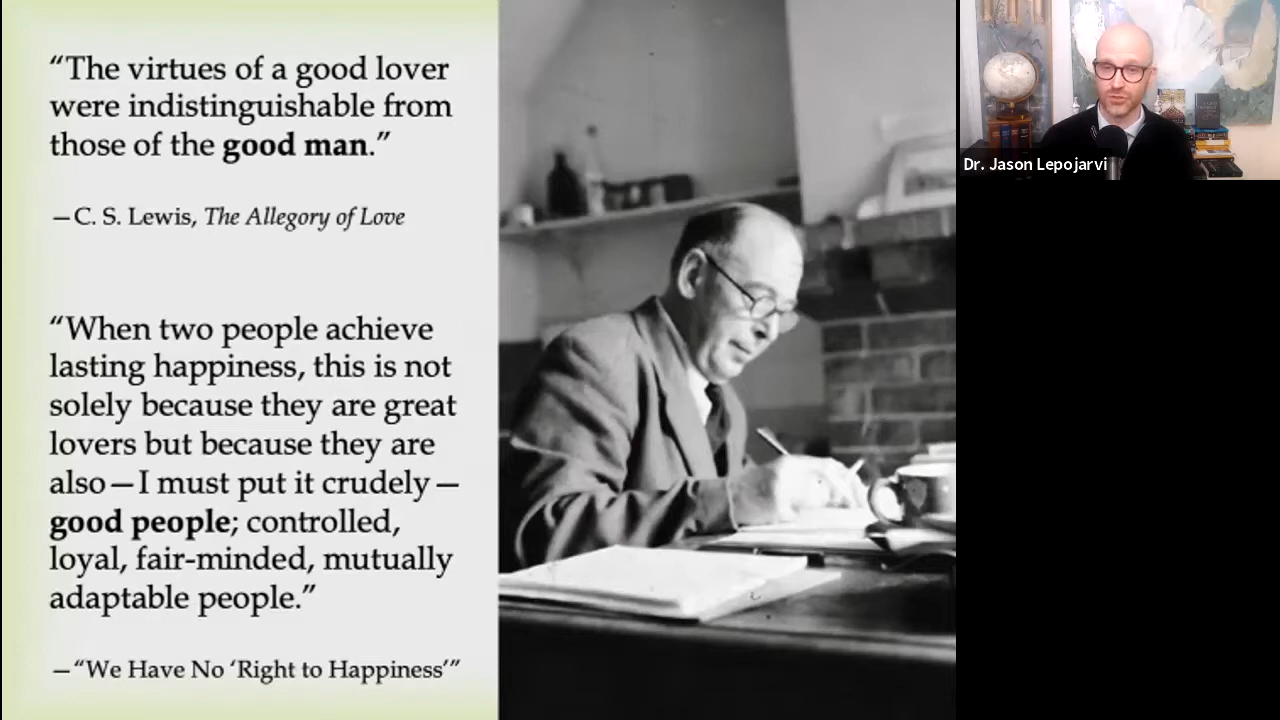 “The virtues of a good lover
were indistinguishable from
those of the good man.”
—C. S. Lewis, The Allegory of Love
“When two people achieve
lasting happiness, this is not
solely because they are great
lovers but because they are
also—I must put it crudely—
good people; controlled,
loyal, fair-minded, mutually
adaptable people.”
—“We Have No ‘Right to Happiness’”
Dr. Jason Lepojarvi